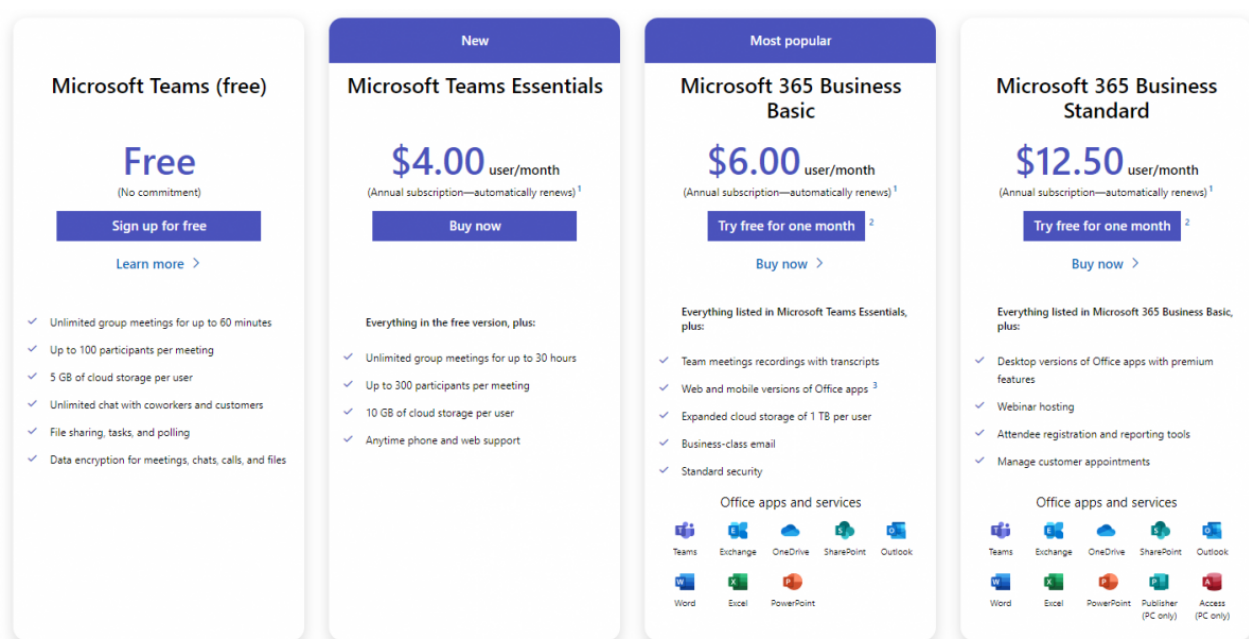 Microsoft Teams (free)
Free
(No commitment)
Sign up for free
Learn more >
Unlimited group meetings for up to 60 minutes
Up to 100 participants per meeting
5 GB of cloud storage per user
Unlimited chat with coworkers and customers
File sharing, tasks, and polling
Data encryption for meetings, chats, calls, and files
New
Microsoft Teams Essentials
$4.00 user/month
(Annual subscription—automatically renews) 1
Buy now
Everything in the free version, plus:
Unlimited group meetings for up to 30 hours
Up to 300 participants per meeting
10 GB of cloud storage per user
Anytime phone and web support
Most popular
Microsoft 365 Business
Basic
$6.00 user/month
(Annual subscription—automatically renews) 1
Try free for one month 2
Buy now >
Everything listed in Microsoft Teams Essentials,
plus:
Team meetings recordings with transcripts
Web and mobile versions of Office apps 3
Expanded cloud storage of 1 TB per user
Business-class email
Standard security
Office apps and services
Teams Exchange OneDrive SharePoint Outlook
Word Excel PowerPoint
Microsoft 365 Business
Standard
$12.50 user/month
(Annual subscription—automatically renews) 1
Try free for one month 2
Buy now >
Everything listed in Microsoft 365 Business Basic,
plus:
Desktop versions of Office apps with premium
features
Webinar hosting
Attendee registration and reporting tools
Manage customer appointments
Office apps and services
Teams Exchange OneDrive SharePoint Outlook
Word Excel PowerPoint Publisher Access
(PC only) (PC only)